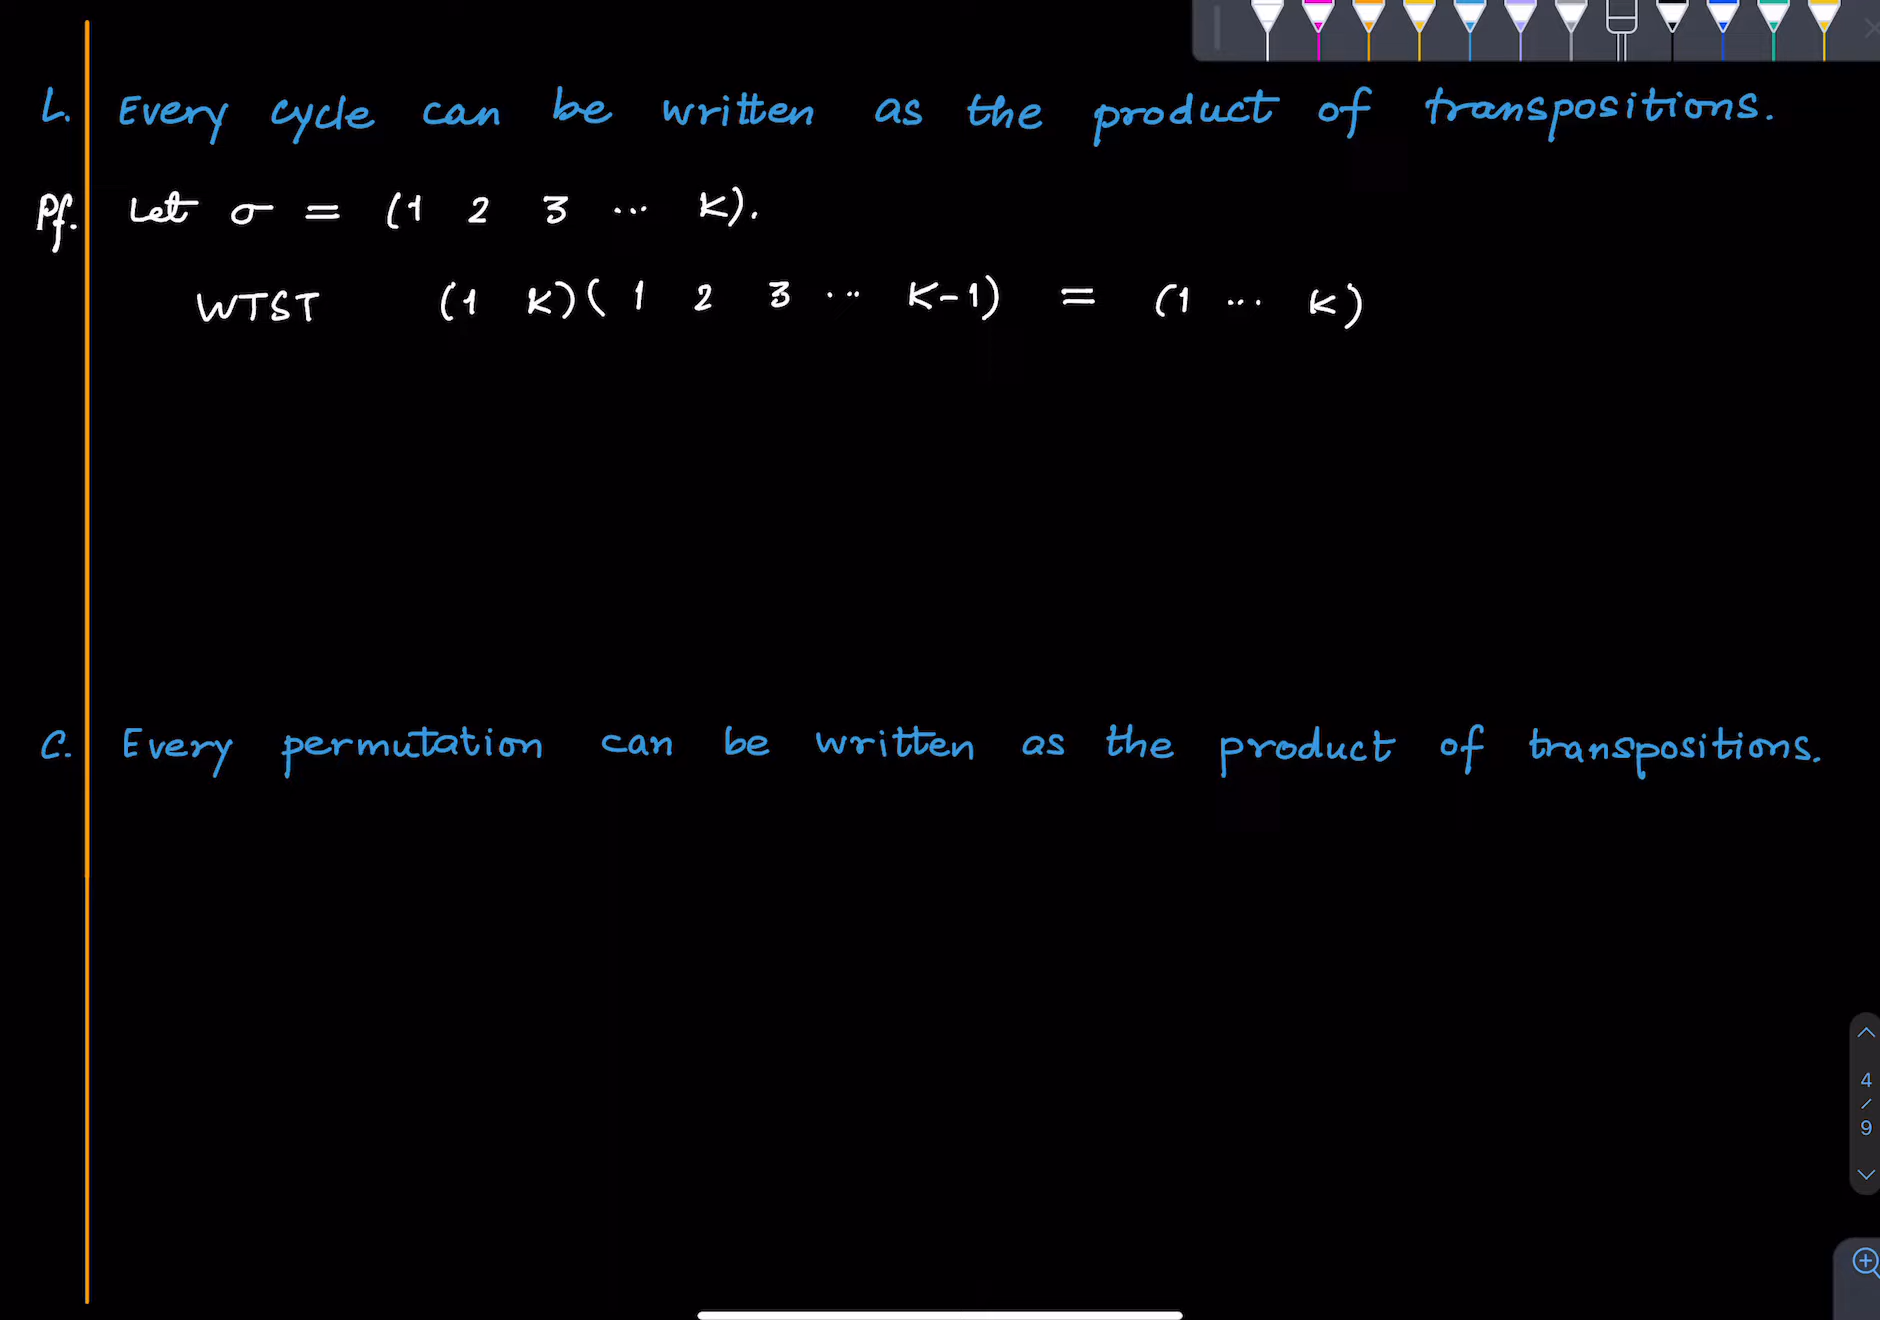 L. Every cycle can be written as the product of transpositions.
Pf. Let σ = (1 2 3 ... K).
WTST (1 K)(1 2 3 ... K-1) = (1 ... K)
C. Every permutation can be written as the product of transpositions.
4
/
9